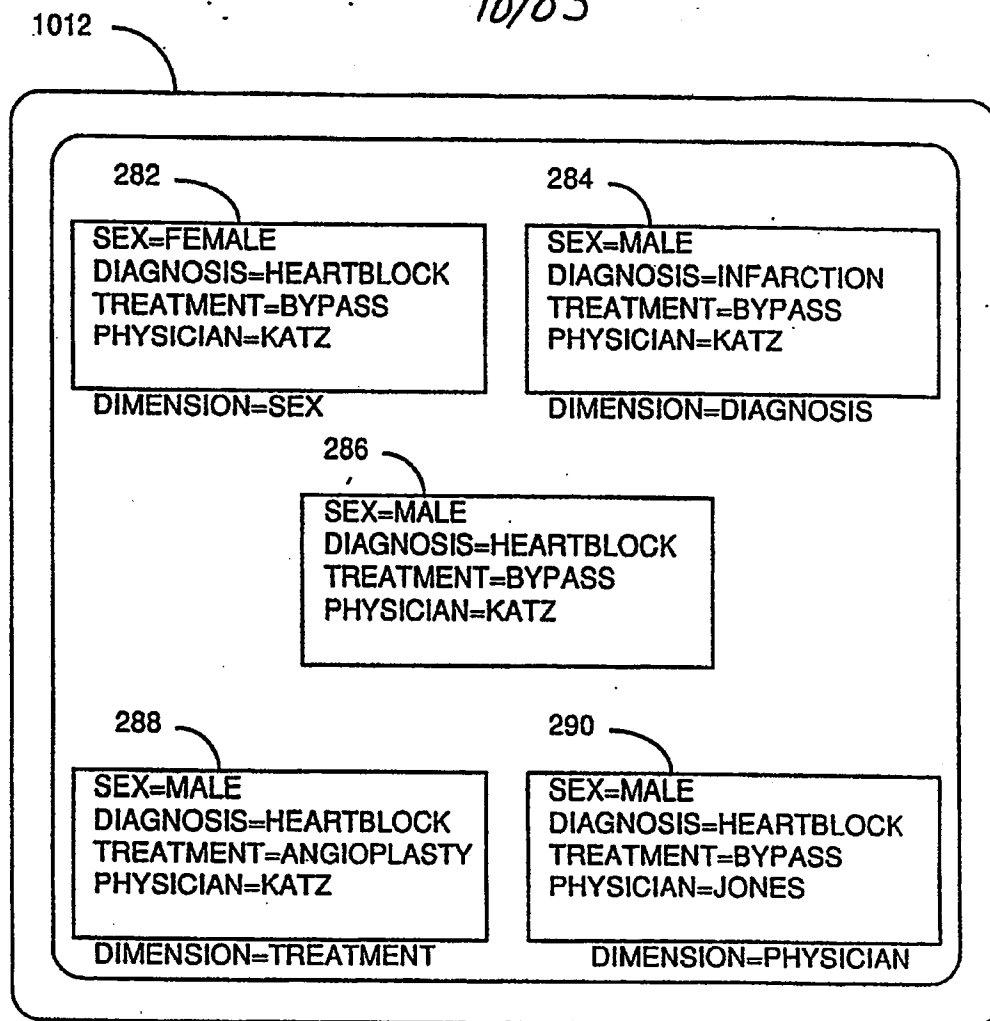 10/63
1012
282
SEX=FEMALE
DIAGNOSIS=HEARTBLOCK
TREATMENT=BYPASS
PHYSICIAN=KATZ
DIMENSION=SEX
284
SEX=MALE
DIAGNOSIS=INFARCTION
TREATMENT=BYPASS
PHYSICIAN=KATZ
DIMENSION=DIAGNOSIS
286
SEX=MALE
DIAGNOSIS=HEARTBLOCK
TREATMENT=BYPASS
PHYSICIAN=KATZ
288
SEX=MALE
DIAGNOSIS=HEARTBLOCK
TREATMENT=ANGIOPLASTY
PHYSICIAN=KATZ
DIMENSION=TREATMENT
290
SEX=MALE
DIAGNOSIS=HEARTBLOCK
TREATMENT=BYPASS
PHYSICIAN=JONES
DIMENSION=PHYSICIAN